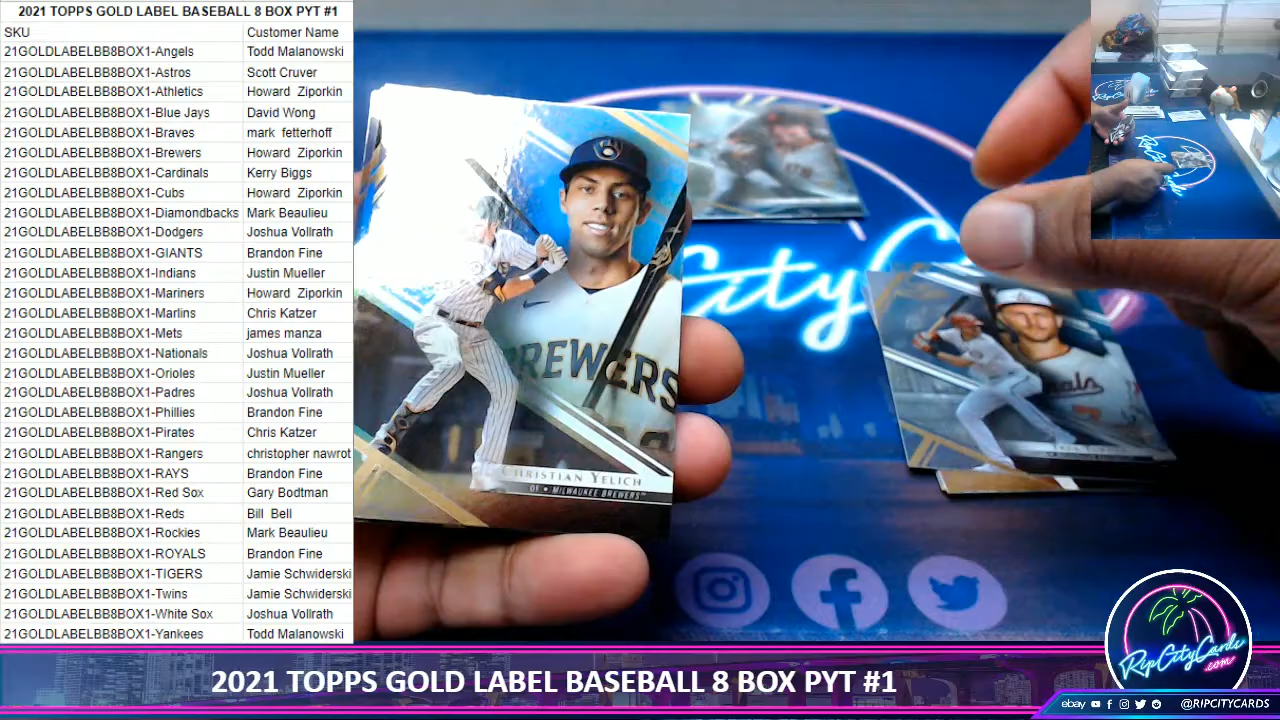 2021 TOPPS GOLD LABEL BASEBALL 8 BOX PYT #1
SKU Customer Name
21GOLDLABELBB8BOX1-Angels Todd Malanowski
21GOLDLABELBB8BOX1-Astros Scott Cruver
21GOLDLABELBB8BOX1-Athletics Howard Ziporkin
21GOLDLABELBB8BOX1-Blue Jays David Wong
21GOLDLABELBB8BOX1-Braves mark fetterhoff
21GOLDLABELBB8BOX1-Brewers Howard Ziporkin
21GOLDLABELBB8BOX1-Cardinals Kerry Biggs
21GOLDLABELBB8BOX1-Cubs Howard Ziporkin
21GOLDLABELBB8BOX1-Diamondbacks Mark Beaulieu
21GOLDLABELBB8BOX1-Dodgers Joshua Vollrath
21GOLDLABELBB8BOX1-GIANTS Brandon Fine
21GOLDLABELBB8BOX1-Indians Justin Mueller
21GOLDLABELBB8BOX1-Mariners Howard Ziporkin
21GOLDLABELBB8BOX1-Marlins Chris Katzer
21GOLDLABELBB8BOX1-Mets james manza
21GOLDLABELBB8BOX1-Nationals Joshua Vollrath
21GOLDLABELBB8BOX1-Orioles Justin Mueller
21GOLDLABELBB8BOX1-Padres Joshua Vollrath
21GOLDLABELBB8BOX1-Phillies Brandon Fine
21GOLDLABELBB8BOX1-Pirates Chris Katzer
21GOLDLABELBB8BOX1-Rangers christopher nawrot
21GOLDLABELBB8BOX1-RAYS Brandon Fine
21GOLDLABELBB8BOX1-Red Sox Gary Bodtman
21GOLDLABELBB8BOX1-Reds Bill Bell
21GOLDLABELBB8BOX1-Rockies Mark Beaulieu
21GOLDLABELBB8BOX1-ROYALS Brandon Fine
21GOLDLABELBB8BOX1-TIGERS Jamie Schwiderski
21GOLDLABELBB8BOX1-Twins Jamie Schwiderski
21GOLDLABELBB8BOX1-White Sox Joshua Vollrath
21GOLDLABELBB8BOX1-Yankees Todd Malanowski
BREWERS
CHRISTIAN YELICH
OF • MILWAUKEE BREWERS™
City C
RipCityCards
.com
2021 TOPPS GOLD LABEL BASEBALL 8 BOX PYT #1
ebay @RIPCITYCARDS